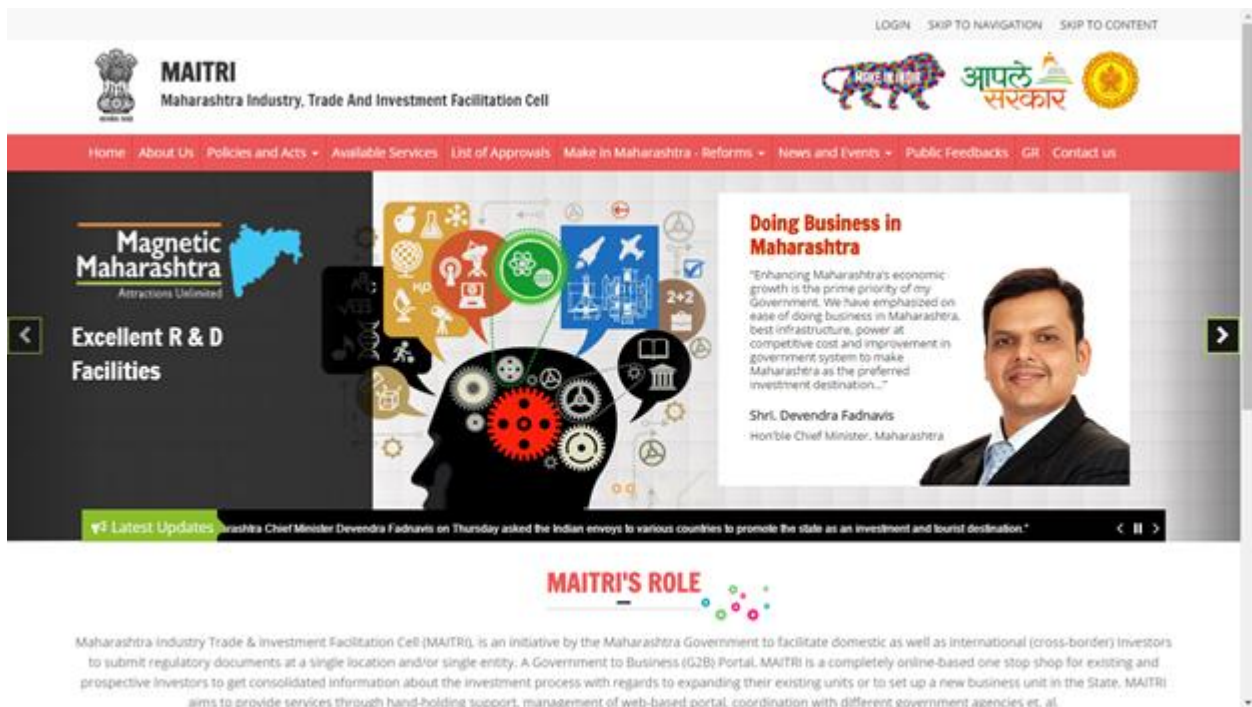 LOGIN SKIP TO NAVIGATION SKIP TO CONTENT
MAITRI
Maharashtra Industry, Trade And Investment Facilitation Cell
MAKE IN INDIA
आपले
सरकार
Home About Us Policies and Acts Available Services List of Approvals Make In Maharashtra - Reforms News and Events Public Feedbacks GR Contact us
Magnetic
Maharashtra
Attractions Unlimited
Excellent R & D
Facilities
H₂O
2+2
Doing Business in
Maharashtra
"Enhancing Maharashtra's economic
growth is the prime priority of my
Government. We have emphasized on
ease of doing business in Maharashtra,
best infrastructure, power at
competitive cost and improvement in
government system to make
Maharashtra as the preferred
investment destination..."
Shri. Devendra Fadnavis
Hon'ble Chief Minister, Maharashtra
Latest Updates arashtra Chief Minister Devendra Fadnavis on Thursday asked the Indian envoys to various countries to promote the state as an investment and tourist destination."
MAITRI'S ROLE
Maharashtra Industry Trade & Investment Facilitation Cell (MAITRI), is an initiative by the Maharashtra Government to facilitate domestic as well as international (cross-border) Investors
to submit regulatory documents at a single location and/or single entity. A Government to Business (G2B) Portal. MAITRI is a completely online-based one stop shop for existing and
prospective Investors to get consolidated information about the investment process with regards to expanding their existing units or to set up a new business unit in the State. MAITRI
aims to provide services through hand-holding support, management of web-based portal, coordination with different government agencies et. al.